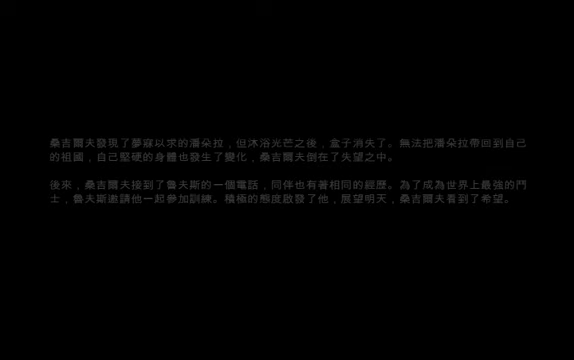 桑吉爾夫發現了夢寐以求的潘朵拉，但沐浴光芒之後，盒子消失了。無法把潘朵拉帶回到自己
的祖國，自己堅硬的身體也發生了變化，桑吉爾夫倒在了失望之中。
後來，桑吉爾夫接到了魯夫斯的一個電話，同伴也有著相同的經歷。為了成為世界上最強的鬥
士，魯夫斯邀請他一起參加訓練。積極的態度啟發了他，展望明天，桑吉爾夫看到了希望。